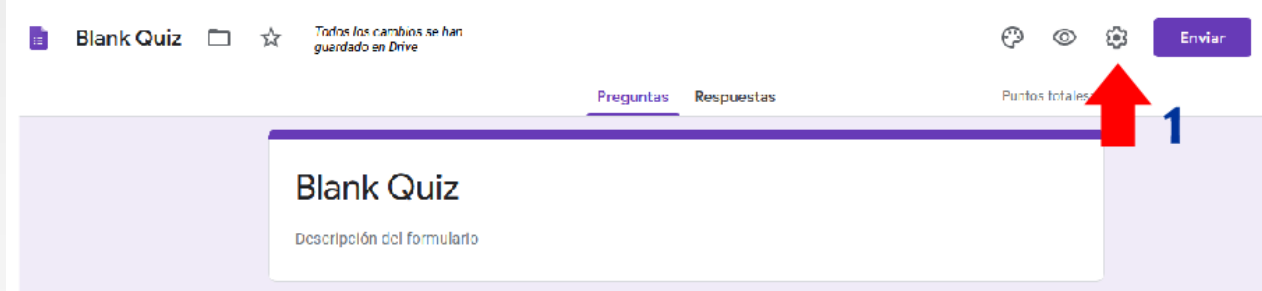 Blank Quiz
Todos los cambios se han
guardado en Drive
Enviar
Preguntas Respuestas
Puntos totales
1
Blank Quiz
Descripción del formulario